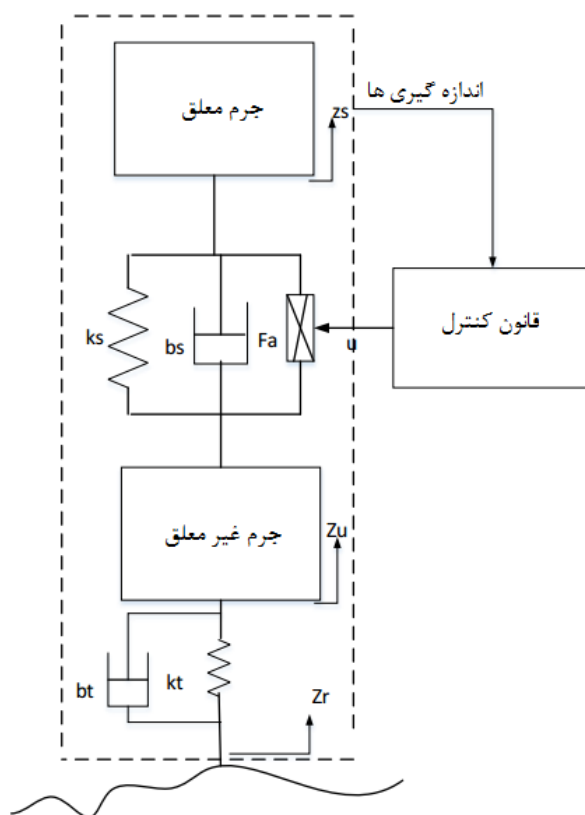 جرم معلق
zs
اندازه گیری ها
قانون کنترل
ks
bs
Fa
u
جرم غیر معلق
Zu
bt
kt
Zr